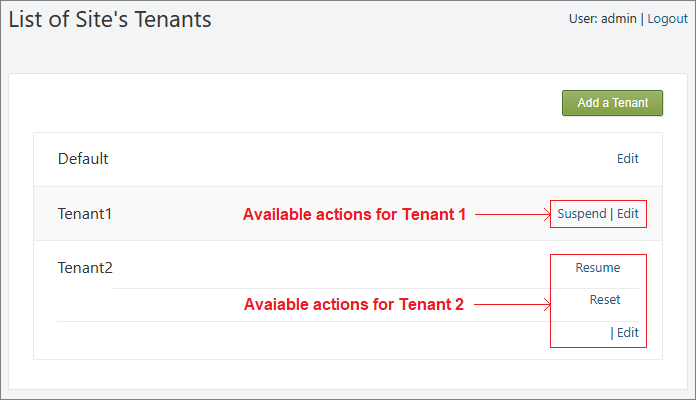 List of Site's Tenants
User: admin | Logout
Add a Tenant
Default
Edit
Tenant1
Available actions for Tenant 1
Suspend | Edit
Tenant2
Resume
Avaiable actions for Tenant 2
Reset
| Edit